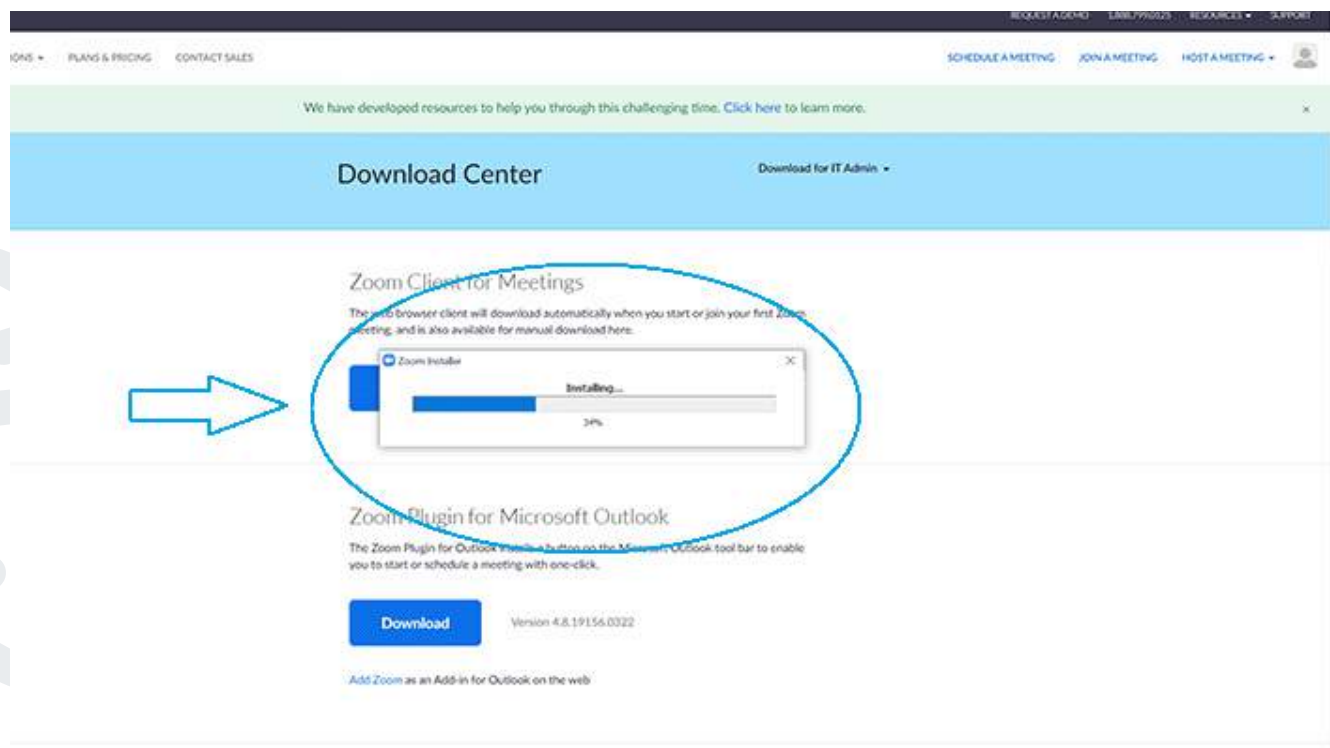 REQUEST A DEMO 1.888.799.0125 RESOURCES SUPPORT
IONS PLANS & PRICING CONTACT SALES SCHEDULE A MEETING JOIN A MEETING HOST A MEETING
We have developed resources to help you through this challenging time. Click here to learn more. ×
Download Center Download for IT Admin
Zoom Client for Meetings
The web browser client will download automatically when you start or join your first Zoom
meeting, and is also available for manual download here.
Zoom Installer
Installing...
34%
Zoom Plugin for Microsoft Outlook
The Zoom Plugin for Outlook installs a button on the Microsoft Outlook tool bar to enable
you to start or schedule a meeting with one-click.
Download Version 4.8.19156.0322
Add Zoom as an Add-in for Outlook on the web